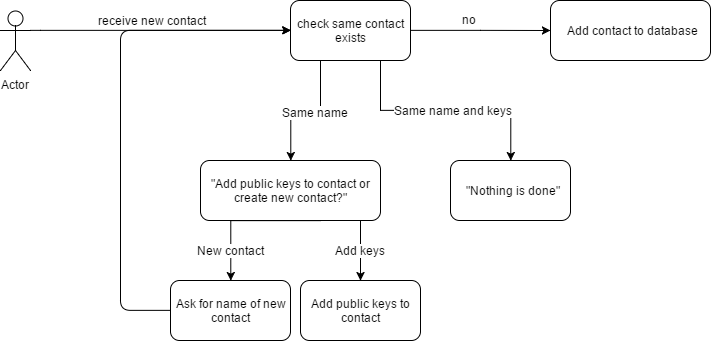 receive new contact
check same contact
exists
no
Add contact to database
Actor
Same name
Same name and keys
"Add public keys to contact or
create new contact?"
"Nothing is done"
New contact
Add keys
Ask for name of new
contact
Add public keys to
contact